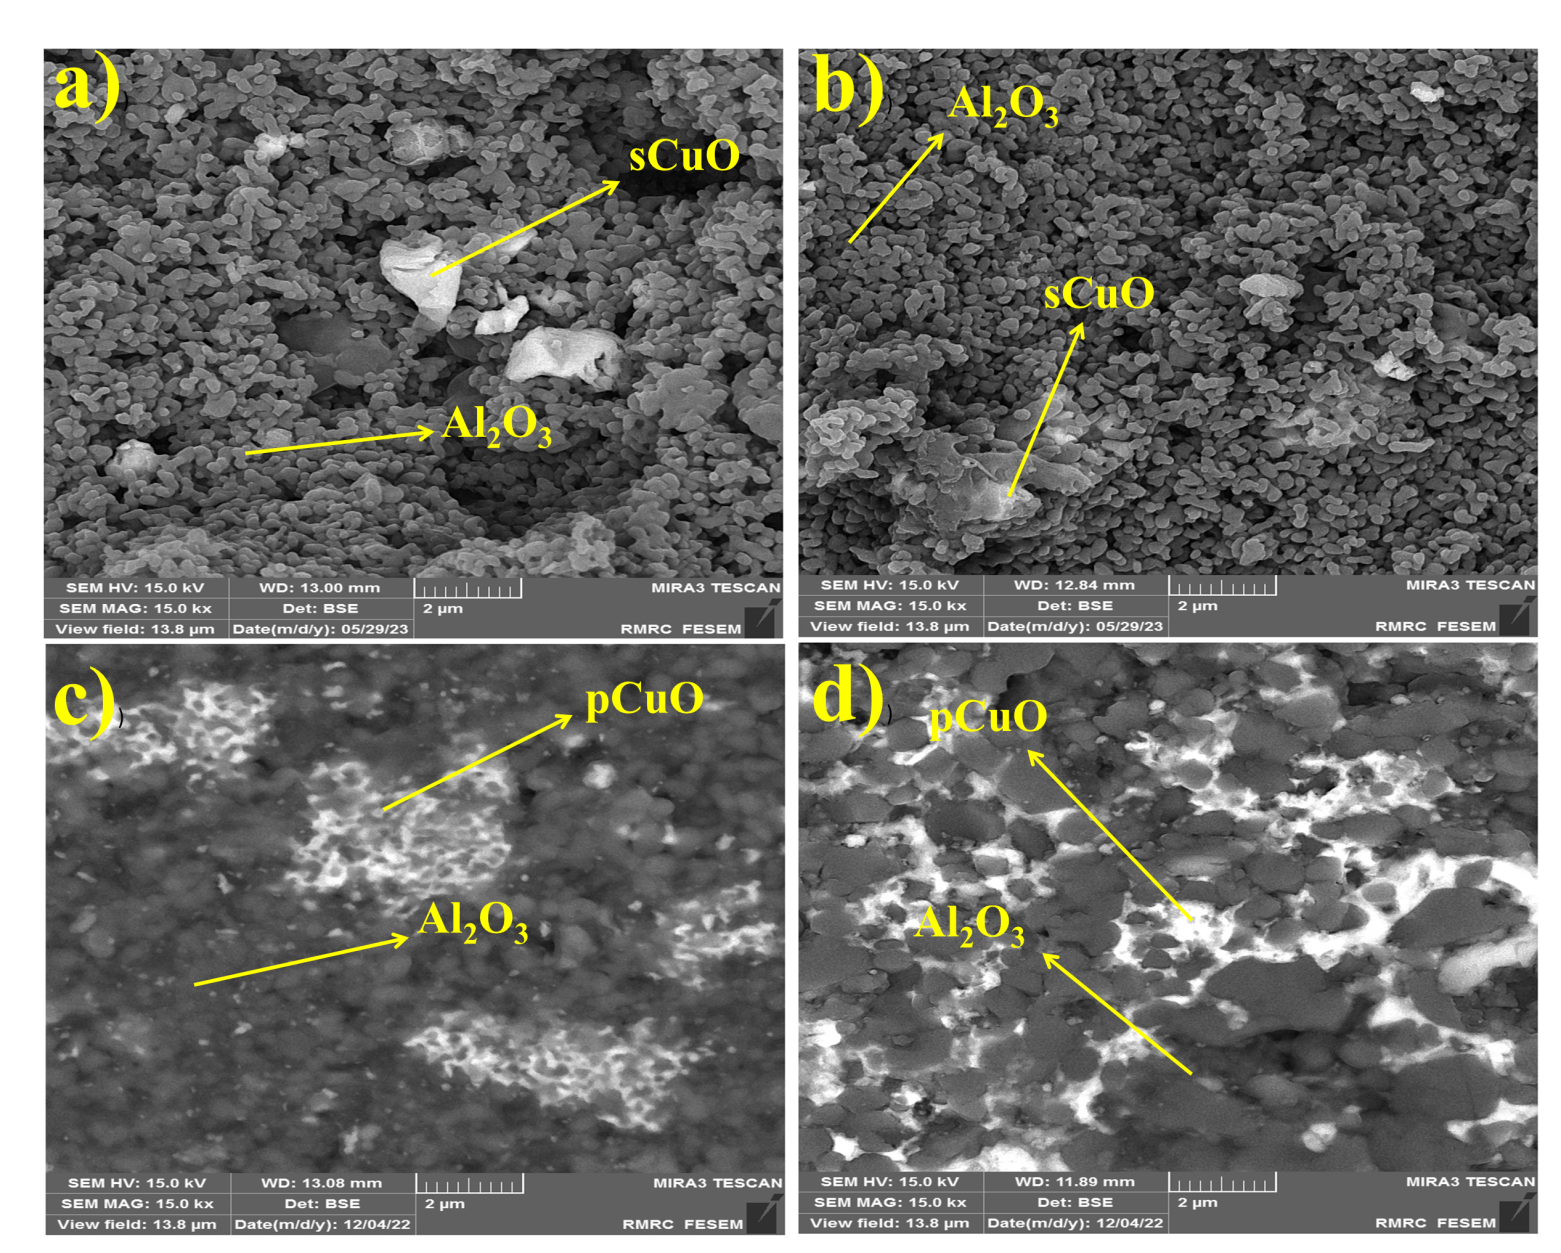 a)
sCuO
Al₂O₃
SEM HV: 15.0 kV
WD: 13.00 mm
MIRA3 TESCAN
SEM MAG: 15.0 kx
Det: BSE
2 µm
View field: 13.8 µm
Date(m/d/y): 05/29/23
RMRC FESEM
b)
Al₂O₃
sCuO
SEM HV: 15.0 kV
WD: 12.84 mm
MIRA3 TESCAN
SEM MAG: 15.0 kx
Det: BSE
2 µm
View field: 13.8 µm
Date(m/d/y): 05/29/23
RMRC FESEM
c)
pCuO
Al₂O₃
SEM HV: 15.0 kV
WD: 13.08 mm
MIRA3 TESCAN
SEM MAG: 15.0 kx
Det: BSE
2 µm
View field: 13.8 µm
Date(m/d/y): 12/04/22
RMRC FESEM
d)
pCuO
Al₂O₃
SEM HV: 15.0 kV
WD: 11.89 mm
MIRA3 TESCAN
SEM MAG: 15.0 kx
Det: BSE
2 µm
View field: 13.8 µm
Date(m/d/y): 12/04/22
RMRC FESEM